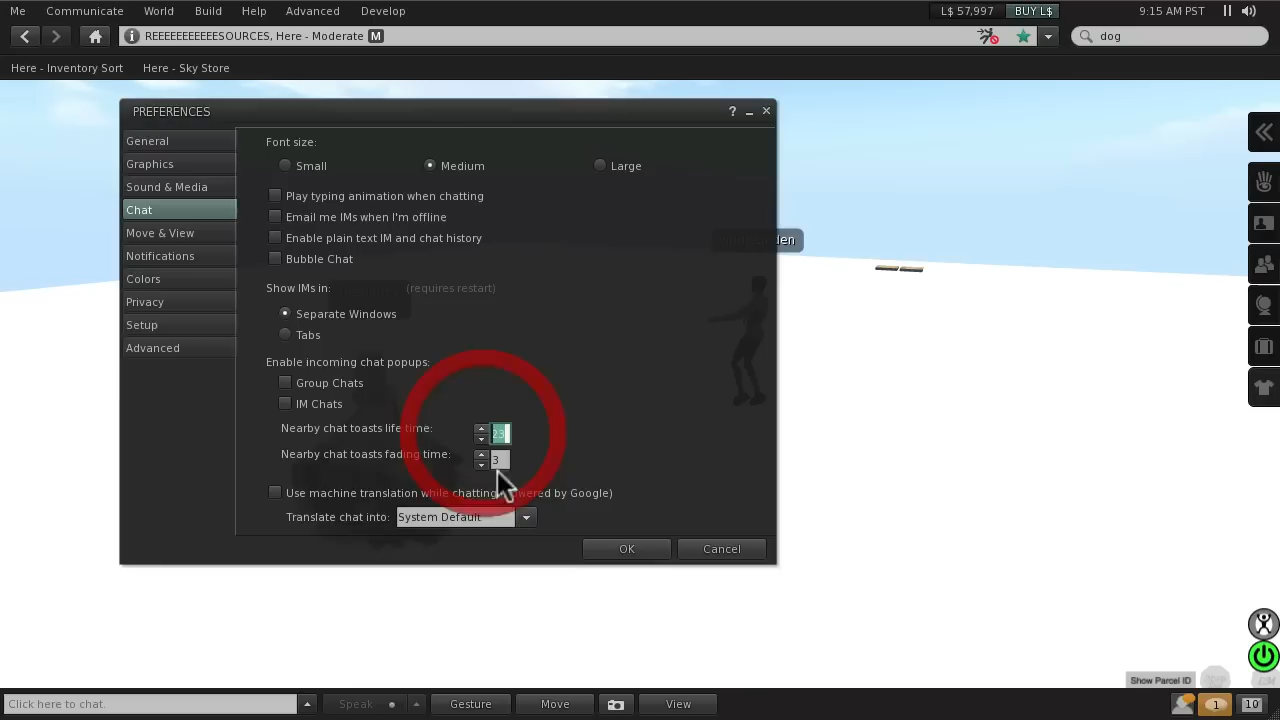 Me Communicate World Build Help Advanced Develop L$ 57,997 BUY L$ 9:15 AM PST
REEEEEEEEEEESOURCES, Here - Moderate M dog
Here - Inventory Sort Here - Sky Store
PREFERENCES ?
General
Graphics
Sound & Media
Chat
Move & View
Notifications
Colors
Privacy
Setup
Advanced
Font size:
Small Medium Large
Play typing animation when chatting
Email me IMs when I'm offline
Enable plain text IM and chat history
Bubble Chat
Show IMs in: (requires restart)
Separate Windows
Tabs
Enable incoming chat popups:
Group Chats
IM Chats
Nearby chat toasts life time: 23
Nearby chat toasts fading time: 3
Use machine translation while chatting (powered by Google)
Translate chat into: System Default
OK Cancel
Show Parcel ID
Click here to chat. Speak Gesture Move View 1 10